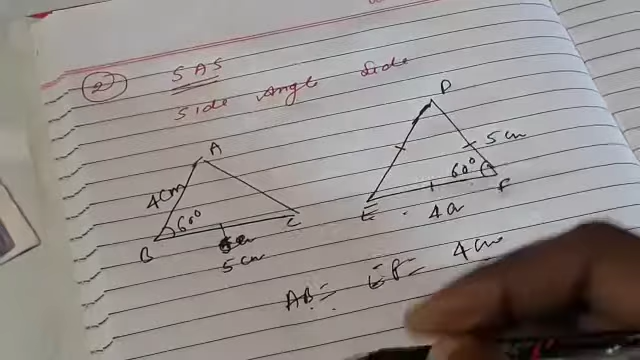 2
SAS
Side Angle Side
A
4cm
60°
B
C
5cm
D
5cm
60°
E
F
4cm
AB = EF = 4cm